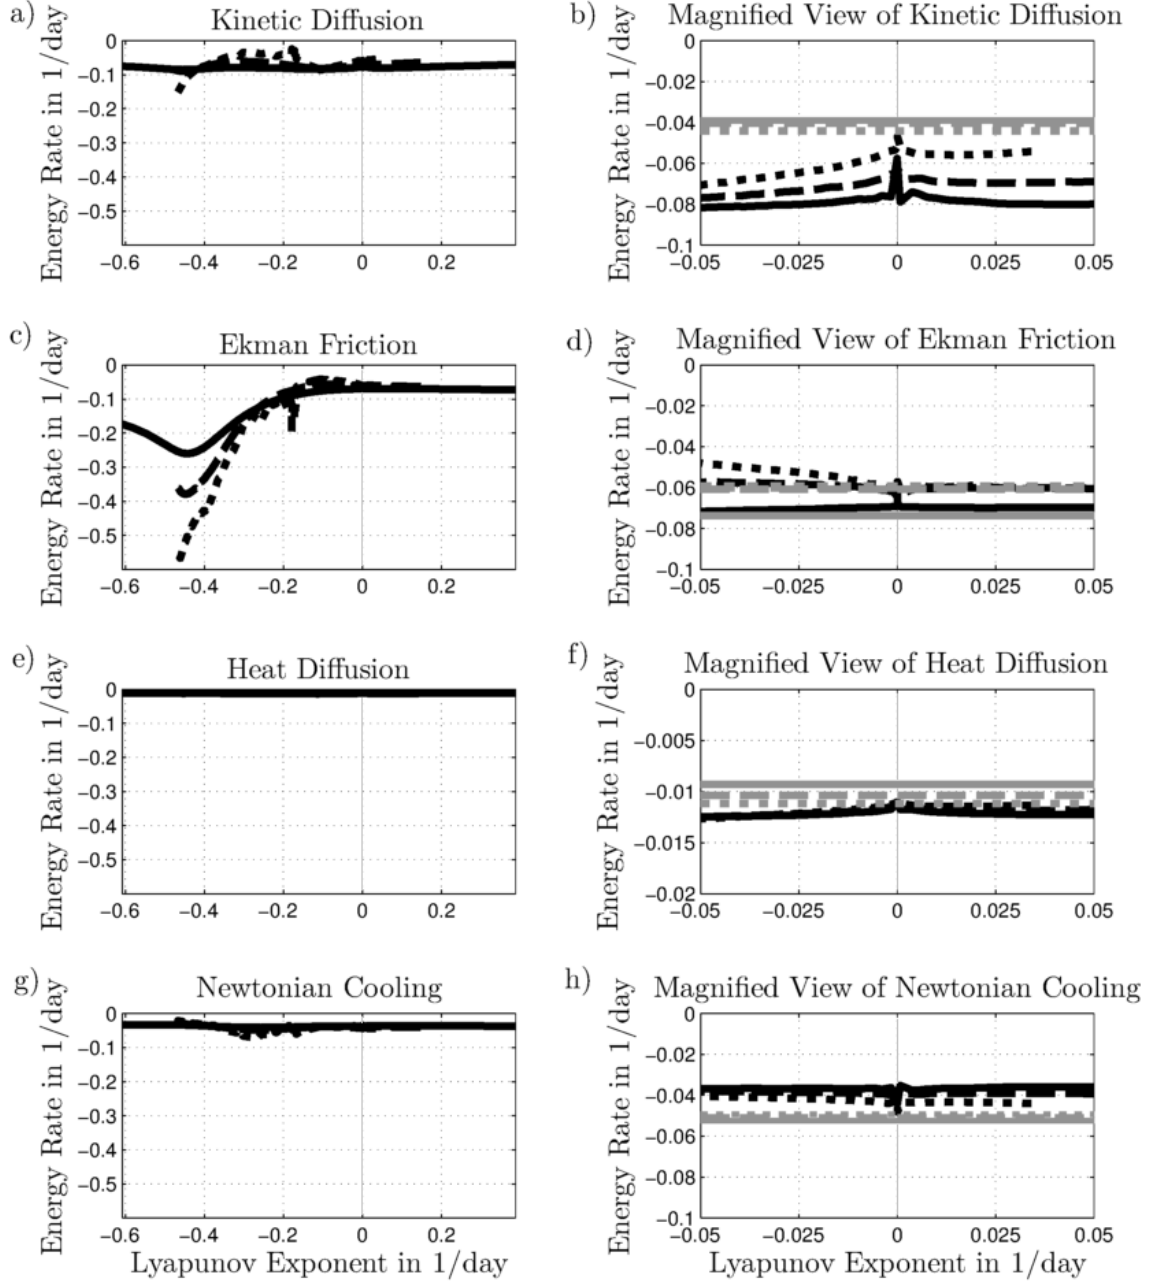 a)
Kinetic Diffusion
Energy Rate in 1/day
0
−0.1
−0.2
−0.3
−0.4
−0.5
−0.6 −0.4 −0.2 0 0.2
b)
Magnified View of Kinetic Diffusion
Energy Rate in 1/day
0
−0.02
−0.04
−0.06
−0.08
−0.1
−0.05 −0.025 0 0.025 0.05
c)
Ekman Friction
Energy Rate in 1/day
0
−0.1
−0.2
−0.3
−0.4
−0.5
−0.6 −0.4 −0.2 0 0.2
d)
Magnified View of Ekman Friction
Energy Rate in 1/day
0
−0.02
−0.04
−0.06
−0.08
−0.1
−0.05 −0.025 0 0.025 0.05
e)
Heat Diffusion
Energy Rate in 1/day
0
−0.1
−0.2
−0.3
−0.4
−0.5
−0.6 −0.4 −0.2 0 0.2
f)
Magnified View of Heat Diffusion
Energy Rate in 1/day
0
−0.005
−0.01
−0.015
−0.02
−0.05 −0.025 0 0.025 0.05
g)
Newtonian Cooling
Energy Rate in 1/day
0
−0.1
−0.2
−0.3
−0.4
−0.5
−0.6 −0.4 −0.2 0 0.2
Lyapunov Exponent in 1/day
h)
Magnified View of Newtonian Cooling
Energy Rate in 1/day
0
−0.02
−0.04
−0.06
−0.08
−0.1
−0.05 −0.025 0 0.025 0.05
Lyapunov Exponent in 1/day